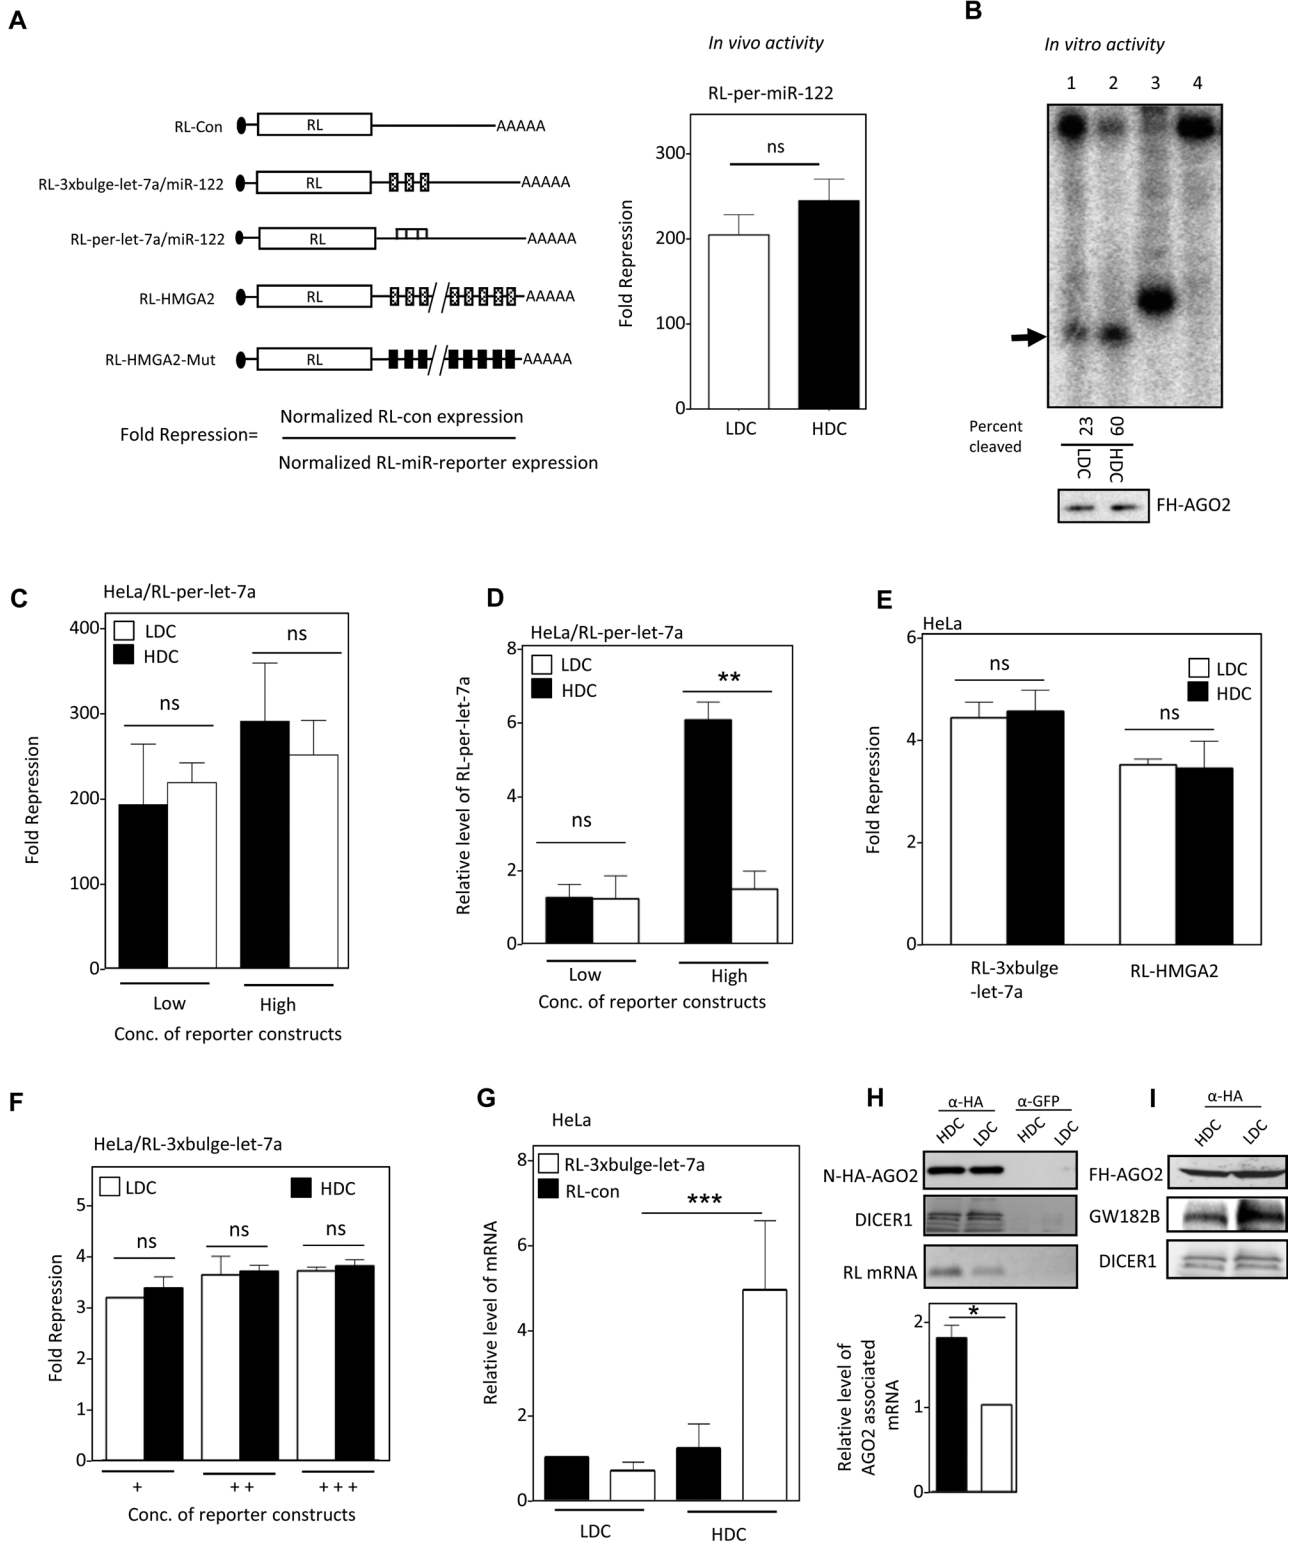 A
RL-Con
RL
AAAAA
RL-3xbulge-let-7a/miR-122
RL
AAAAA
RL-per-let-7a/miR-122
RL
AAAAA
RL-HMGA2
RL
AAAAA
RL-HMGA2-Mut
RL
AAAAA
Fold Repression=
Normalized RL-con expression
Normalized RL-miR-reporter expression
In vivo activity
RL-per-miR-122
ns
Fold Repression
300
200
100
0
LDC
HDC
B
In vitro activity
1 2 3 4
Percent cleaved
23 60
LDC HDC
FH-AGO2
C
HeLa/RL-per-let-7a
LDC
HDC
ns
ns
Fold Repression
400
300
200
100
0
Low
High
Conc. of reporter constructs
D
HeLa/RL-per-let-7a
LDC
HDC
**
ns
Relative level of RL-per-let-7a
8
6
4
2
0
Low
High
Conc. of reporter constructs
E
HeLa
LDC
HDC
ns
ns
Fold Repression
6
4
2
0
RL-3xbulge
-let-7a
RL-HMGA2
F
HeLa/RL-3xbulge-let-7a
LDC
HDC
ns
ns
ns
Fold Repression
5
4
3
2
1
0
+
++
+++
Conc. of reporter constructs
G
HeLa
RL-3xbulge-let-7a
RL-con
***
Relative level of mRNA
8
6
4
2
0
LDC
HDC
H
α-HA
α-GFP
HDC LDC HDC LDC
N-HA-AGO2
DICER1
RL mRNA
*
Relative level of
AGO2 associated
mRNA
2
1
0
I
α-HA
HDC LDC
FH-AGO2
GW182B
DICER1